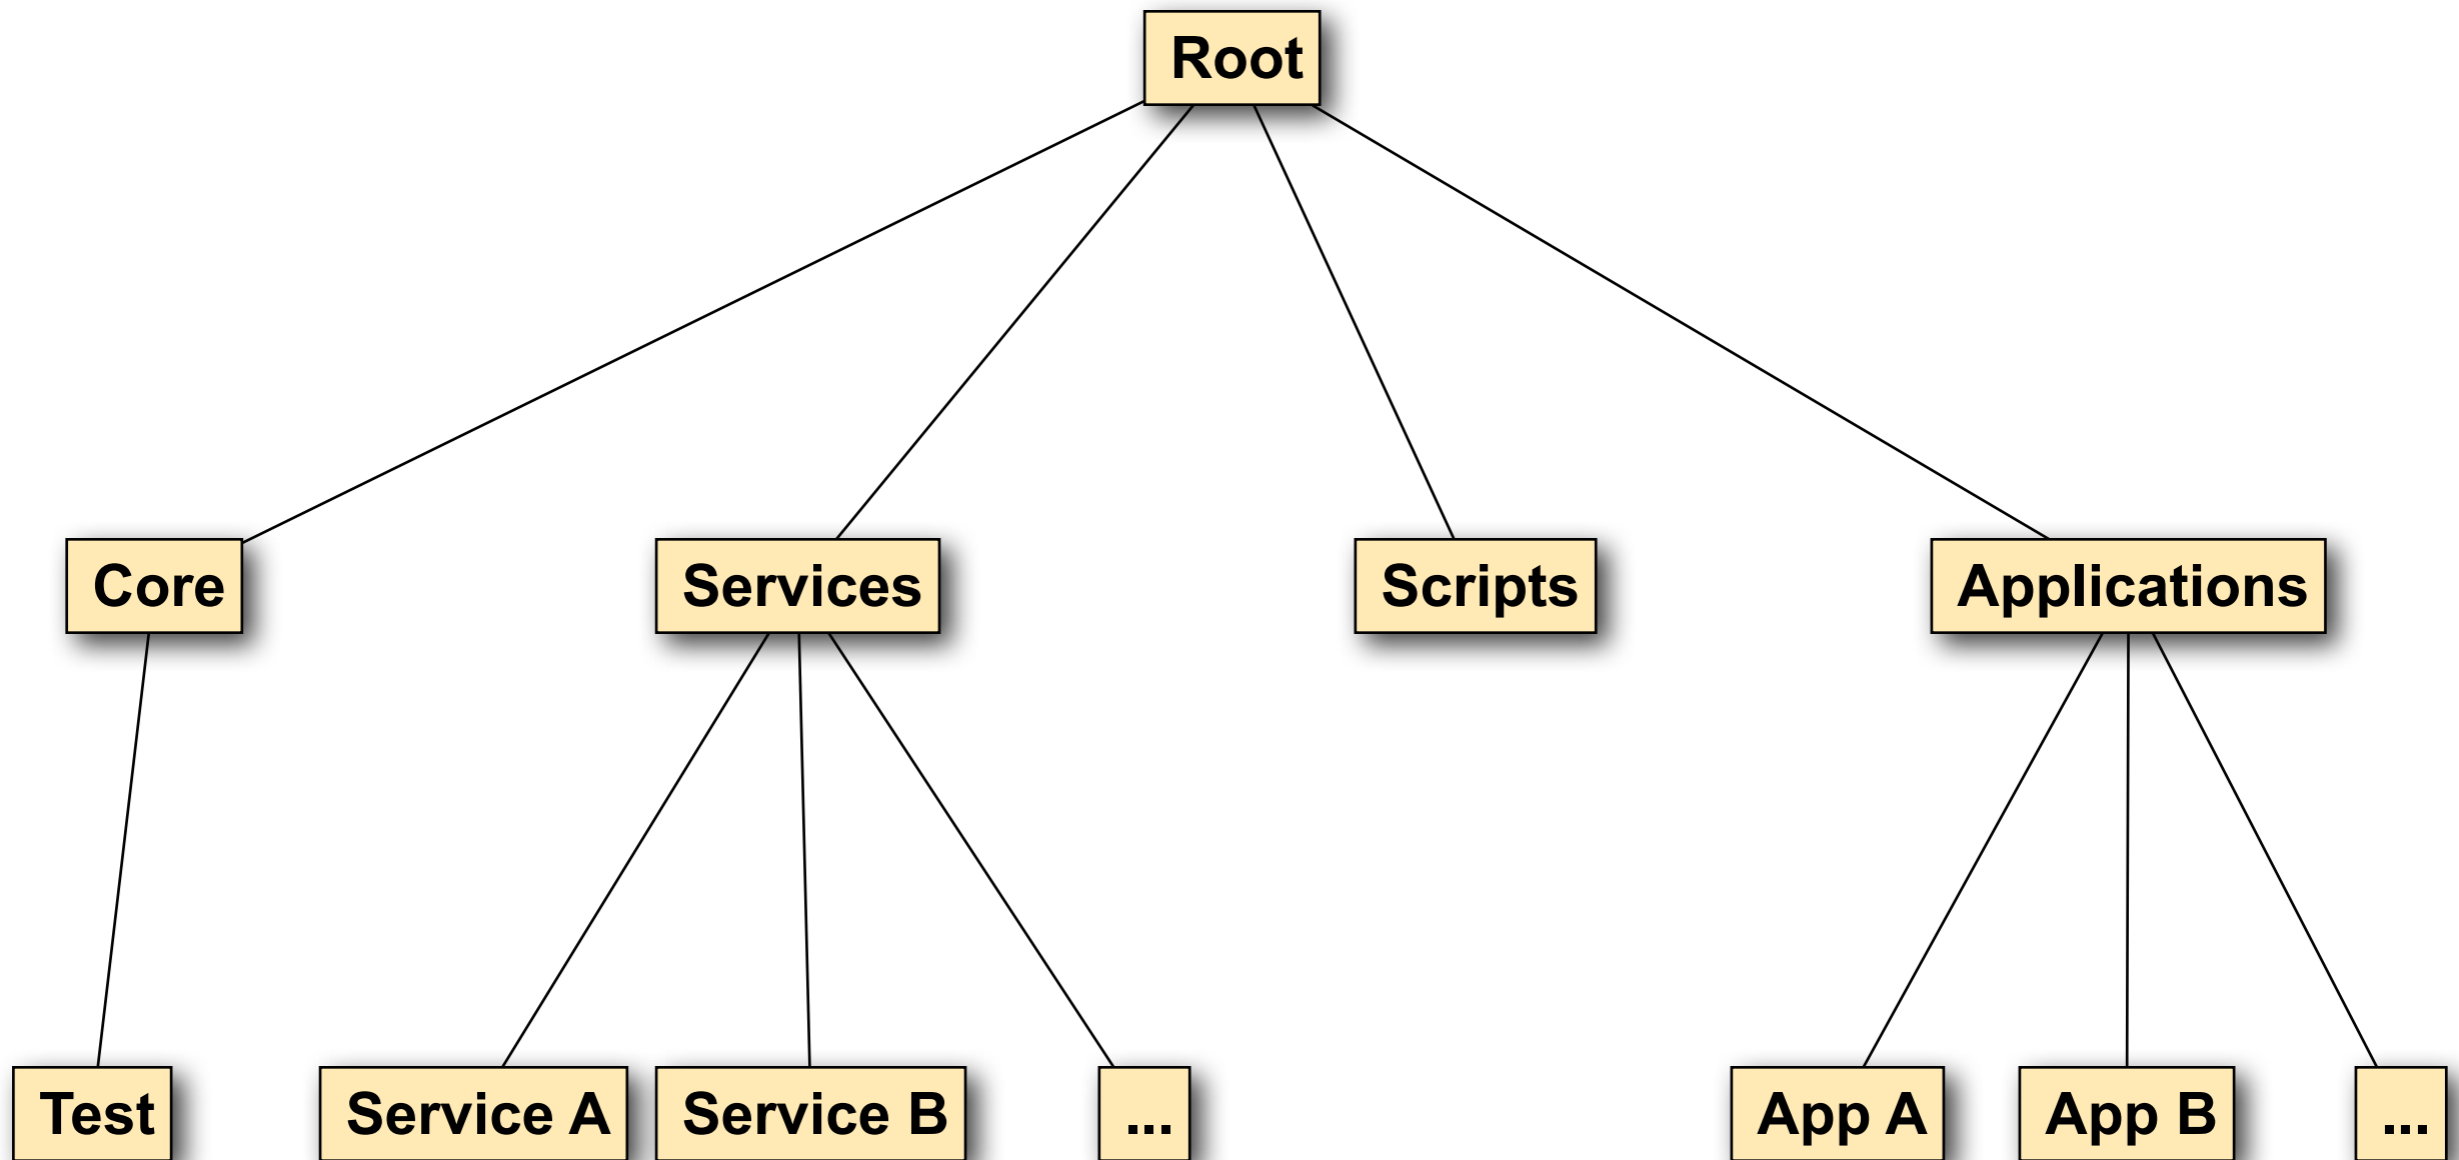 Root
Core
Services
Scripts
Applications
Test
Service A
Service B
...
App A
App B
...